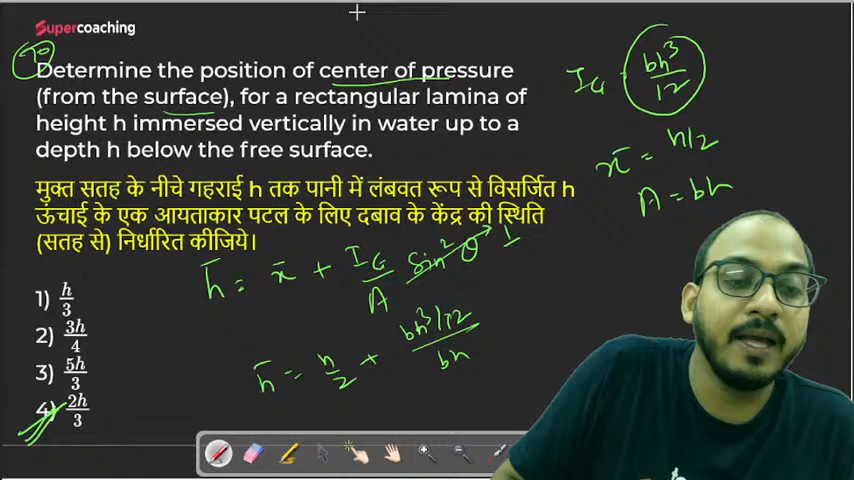 Supercoaching
70
Determine the position of center of pressure
(from the surface), for a rectangular lamina of
height h immersed vertically in water up to a
depth h below the free surface.
मुक्त सतह के नीचे गहराई h तक पानी में लंबवत रूप से विसर्जित h
ऊंचाई के एक आयताकार पटल के लिए दबाव के केंद्र की स्थिति
(सतह से) निर्धारित कीजिये।
1) h/3
2) 3h/4
3) 5h/3
4) 2h/3
I_G = bh³/12
x̄ = h/2
A = bh
h̄ = x̄ + I_G/A sin²θ 1
h̄ = h/2 + bh³/12 / bh